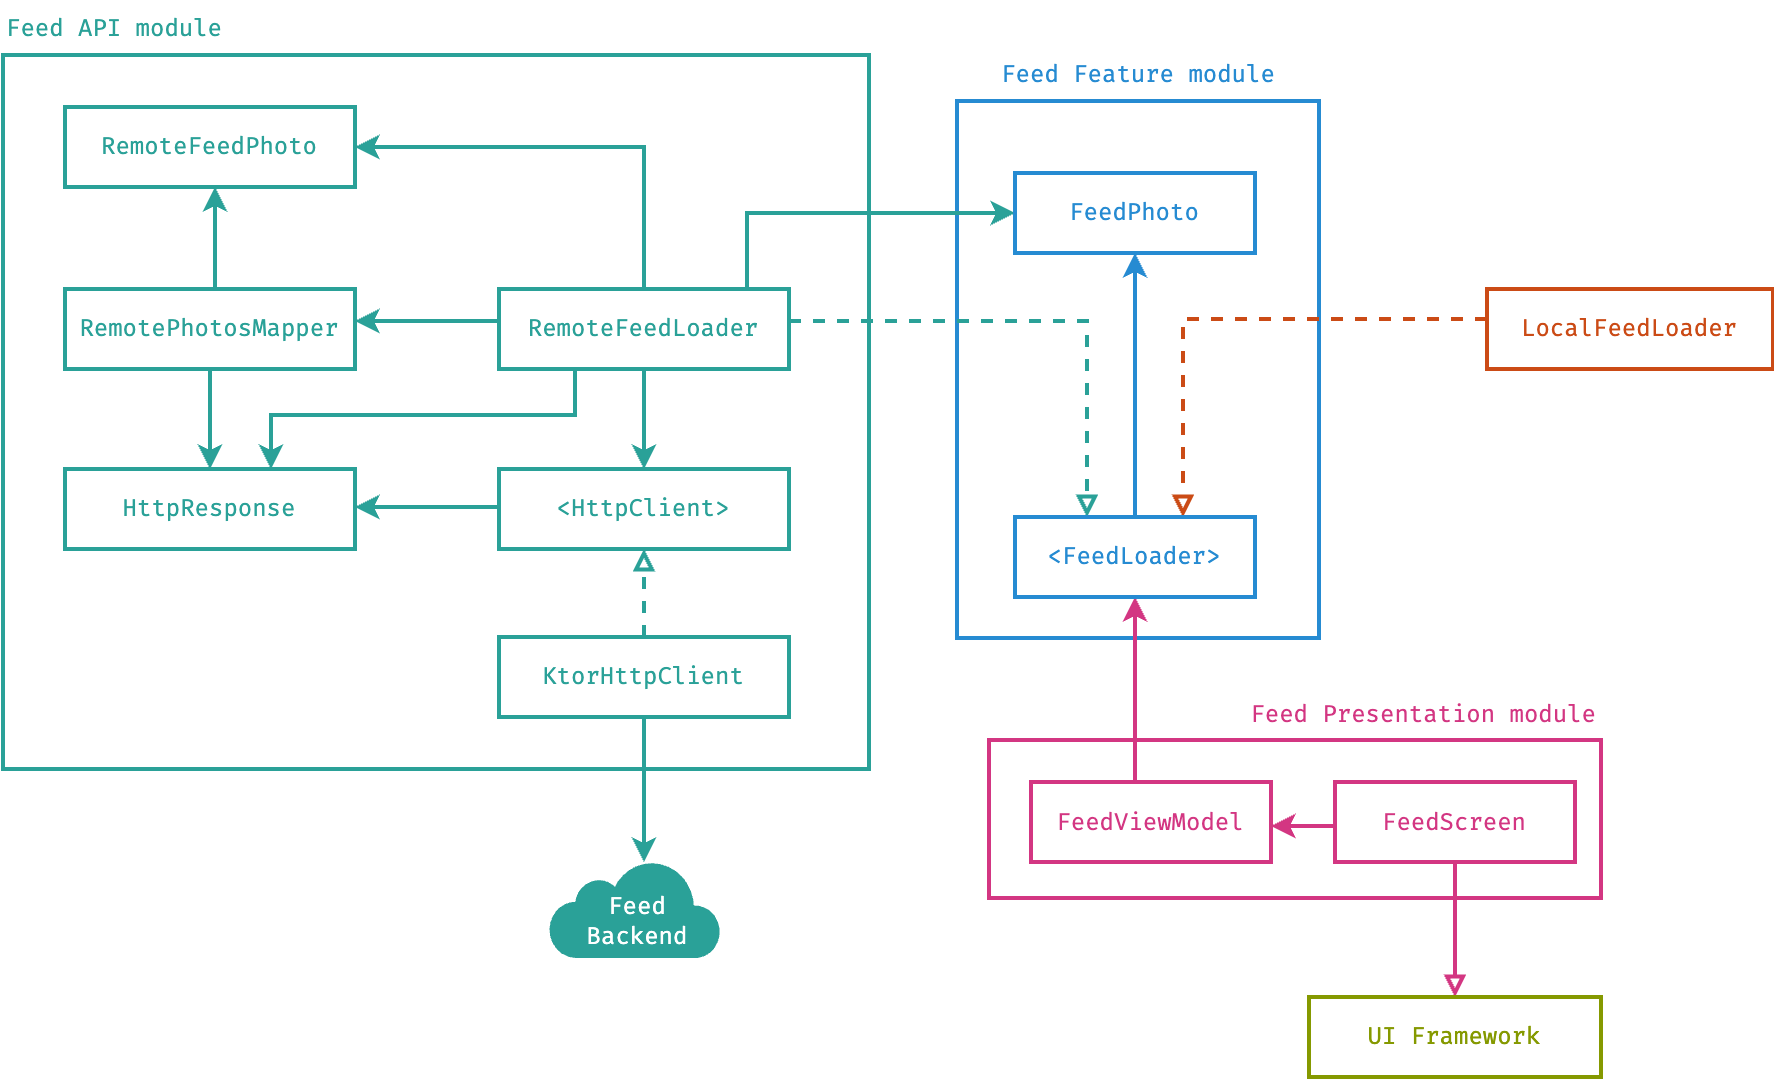 Feed API module
Feed Feature module
RemoteFeedPhoto
FeedPhoto
RemotePhotosMapper
RemoteFeedLoader
LocalFeedLoader
HttpResponse
<HttpClient>
<FeedLoader>
KtorHttpClient
Feed Presentation module
FeedViewModel
FeedScreen
Feed
Backend
UI Framework